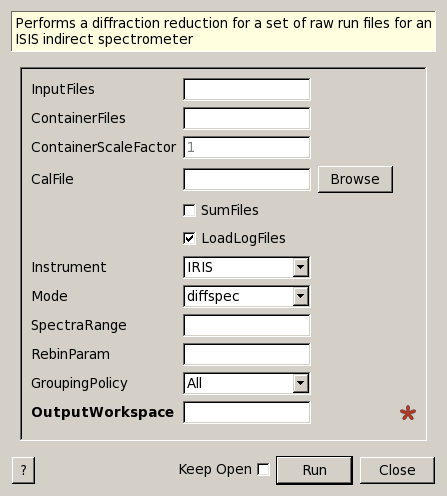 Performs a diffraction reduction for a set of raw run files for an
ISIS indirect spectrometer
InputFiles
ContainerFiles
ContainerScaleFactor 1
CalFile Browse
SumFiles
LoadLogFiles
Instrument IRIS
Mode diffspec
SpectraRange
RebinParam
GroupingPolicy All
OutputWorkspace *
? Keep Open Run Close